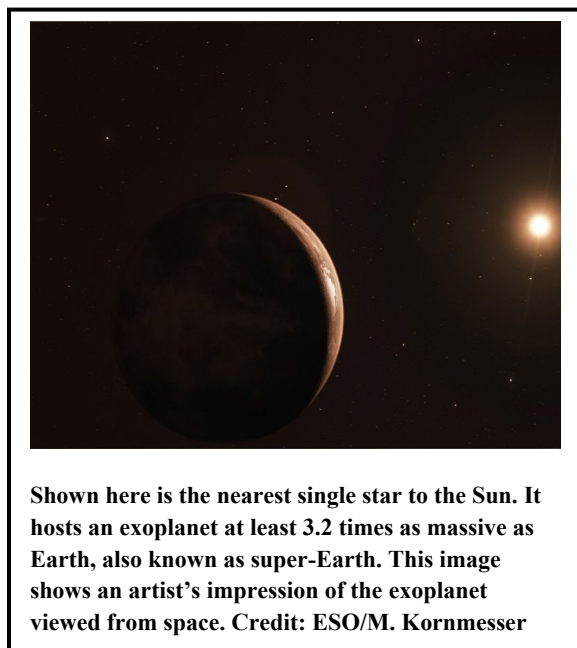 Shown here is the nearest single star to the Sun. It
hosts an exoplanet at least 3.2 times as massive as
Earth, also known as super-Earth. This image
shows an artist’s impression of the exoplanet
viewed from space. Credit: ESO/M. Kornmesser